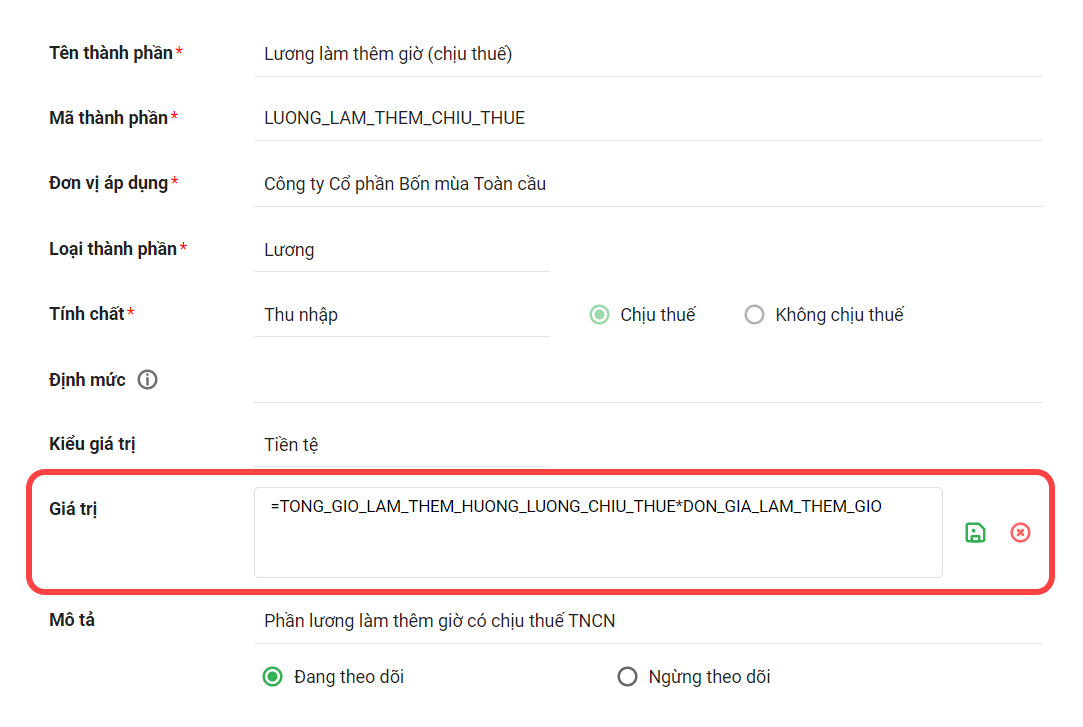 Tên thành phần* Lương làm thêm giờ (chịu thuế)
Mã thành phần* LUONG_LAM_THEM_CHIU_THUE
Đơn vị áp dụng* Công ty Cổ phần Bốn mùa Toàn cầu
Loại thành phần* Lương
Tính chất* Thu nhập Chịu thuế Không chịu thuế
Định mức
Kiểu giá trị Tiền tệ
Giá trị =TONG_GIO_LAM_THEM_HUONG_LUONG_CHIU_THUE*DON_GIA_LAM_THEM_GIO
Mô tả Phần lương làm thêm giờ có chịu thuế TNCN
Đang theo dõi Ngừng theo dõi